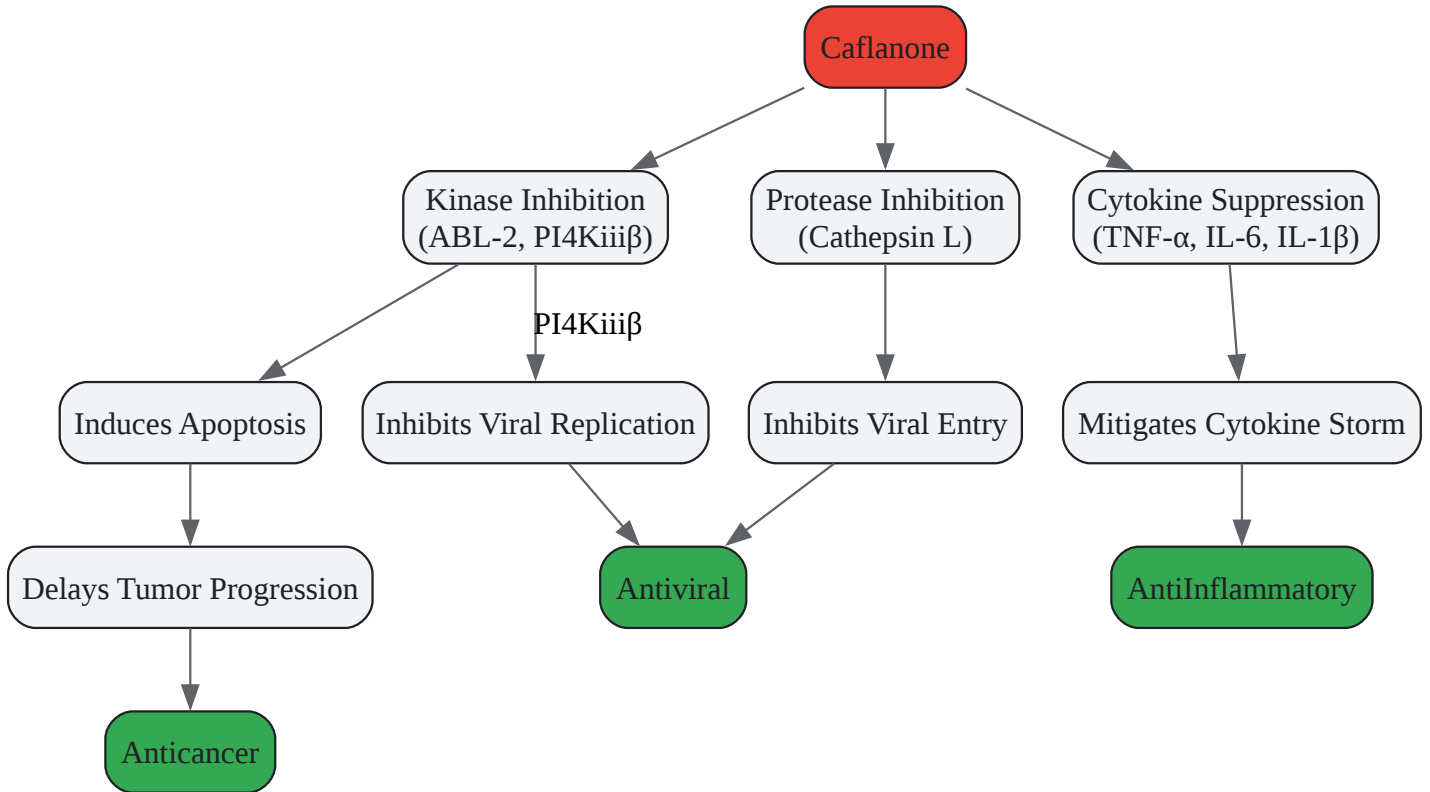 Caflanone
Kinase Inhibition
(ABL-2, PI4Kiiiβ)
Protease Inhibition
(Cathepsin L)
Cytokine Suppression
(TNF-α, IL-6, IL-1β)
PI4Kiiiβ
Induces Apoptosis
Inhibits Viral Replication
Inhibits Viral Entry
Mitigates Cytokine Storm
Delays Tumor Progression
Antiviral
AntiInflammatory
Anticancer